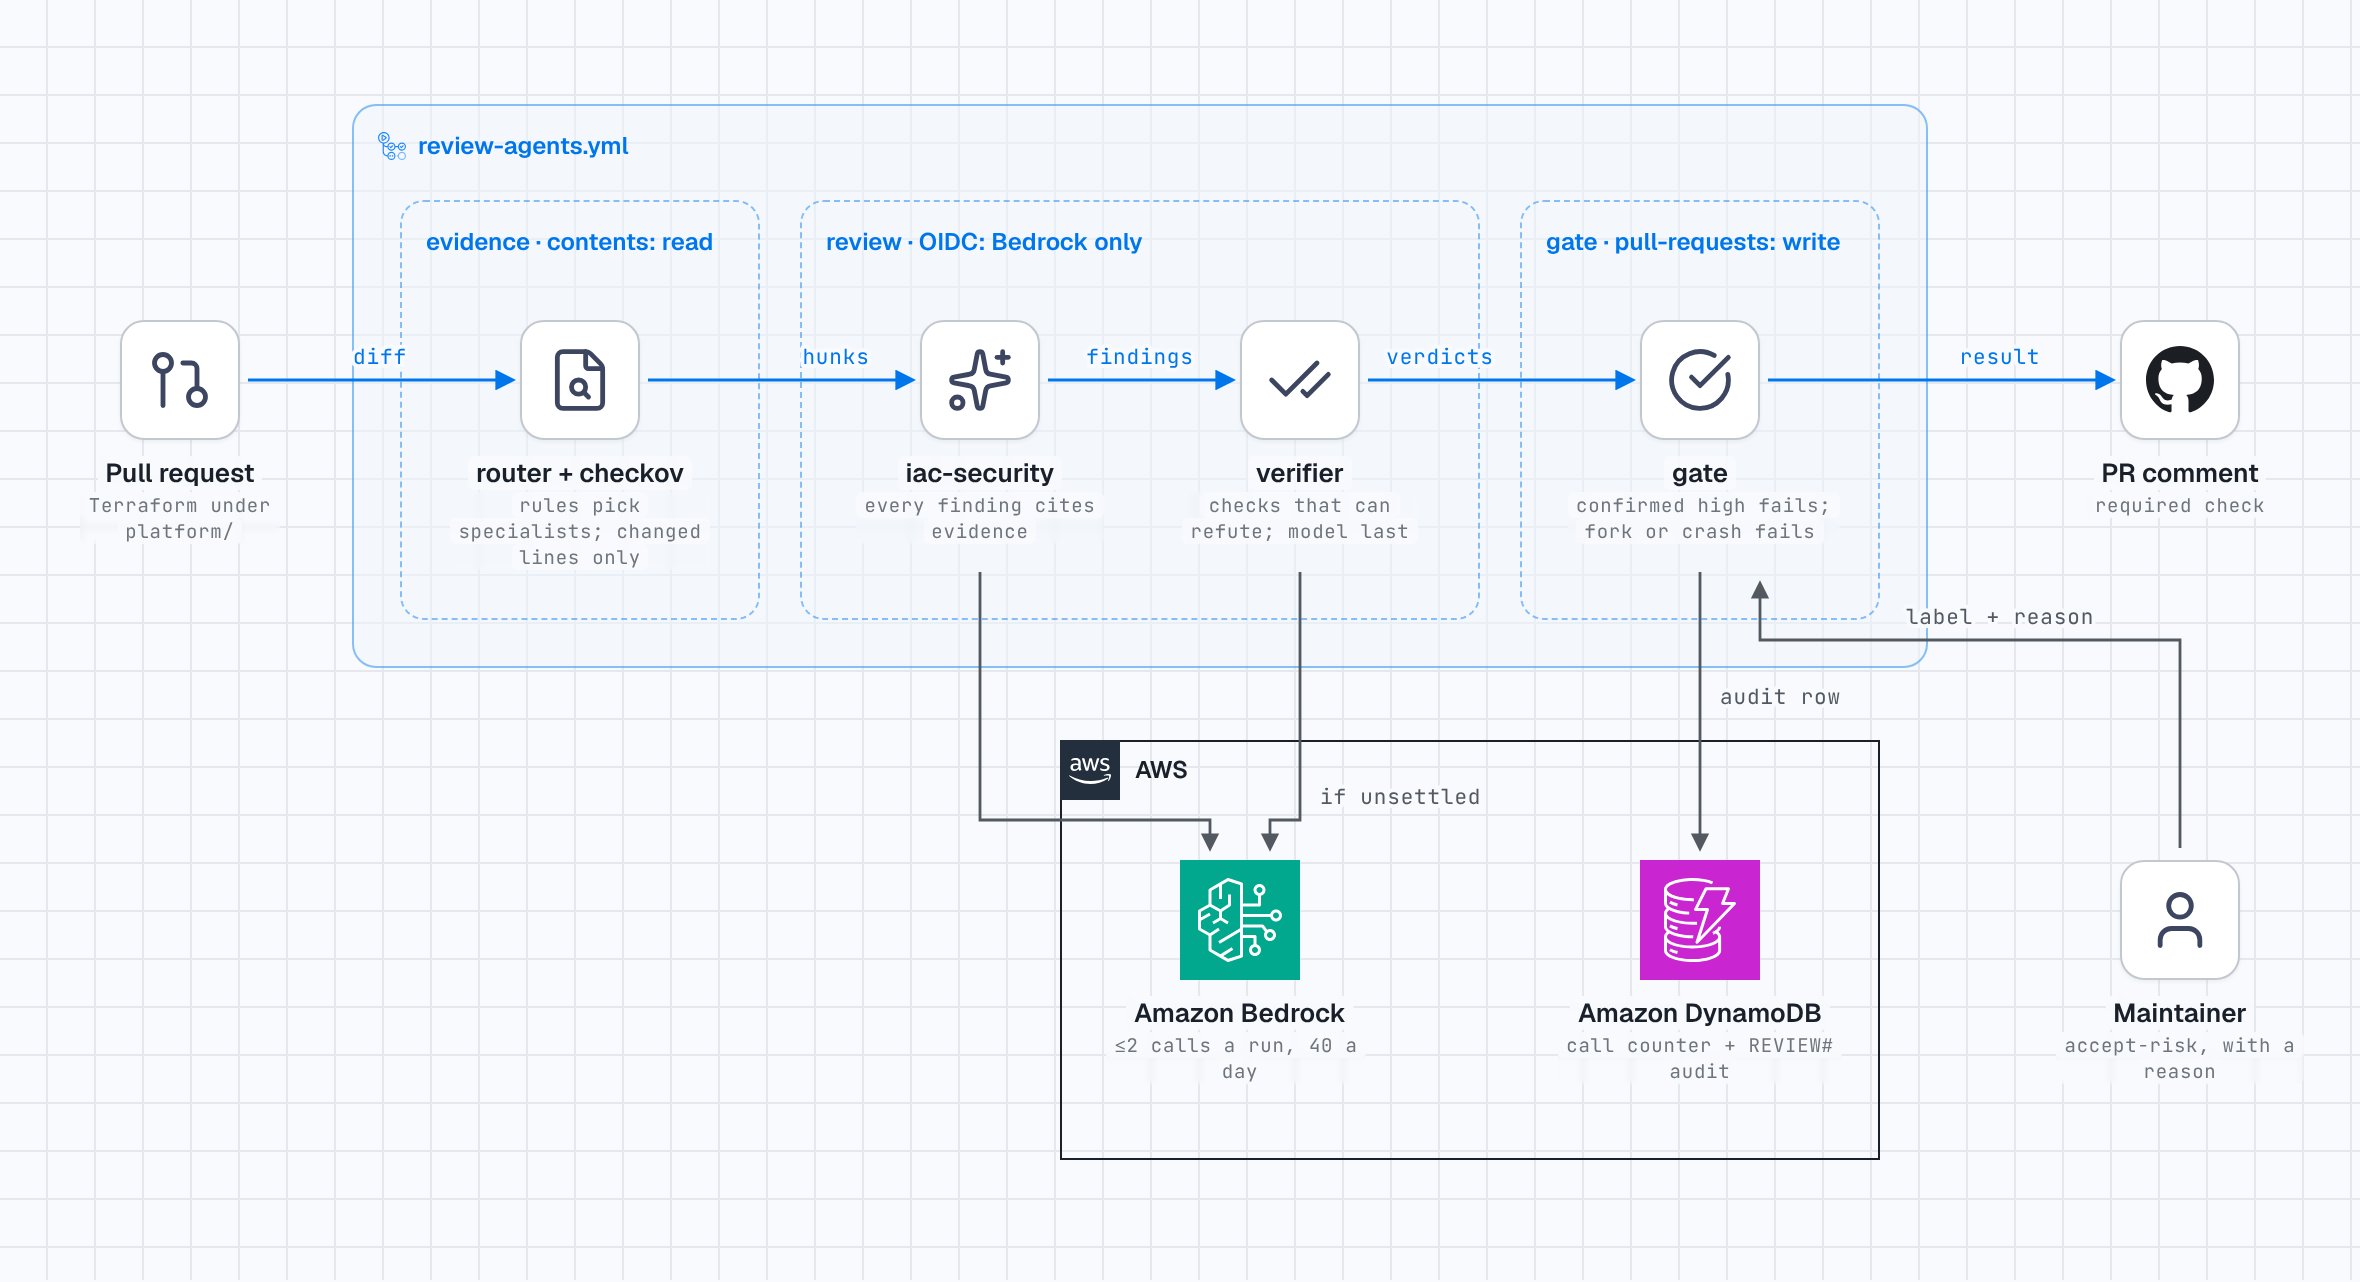 review-agents.yml
evidence · contents: read
review · OIDC: Bedrock only
gate · pull-requests: write
diff
hunks
findings
verdicts
result
Pull request
Terraform under
platform/
router + checkov
rules pick
specialists; changed
lines only
iac-security
every finding cites
evidence
verifier
checks that can
refute; model last
gate
confirmed high fails;
fork or crash fails
PR comment
required check
label + reason
audit row
aws
AWS
if unsettled
Amazon Bedrock
≤2 calls a run, 40 a
day
Amazon DynamoDB
call counter + REVIEW#
audit
Maintainer
accept-risk, with a
reason